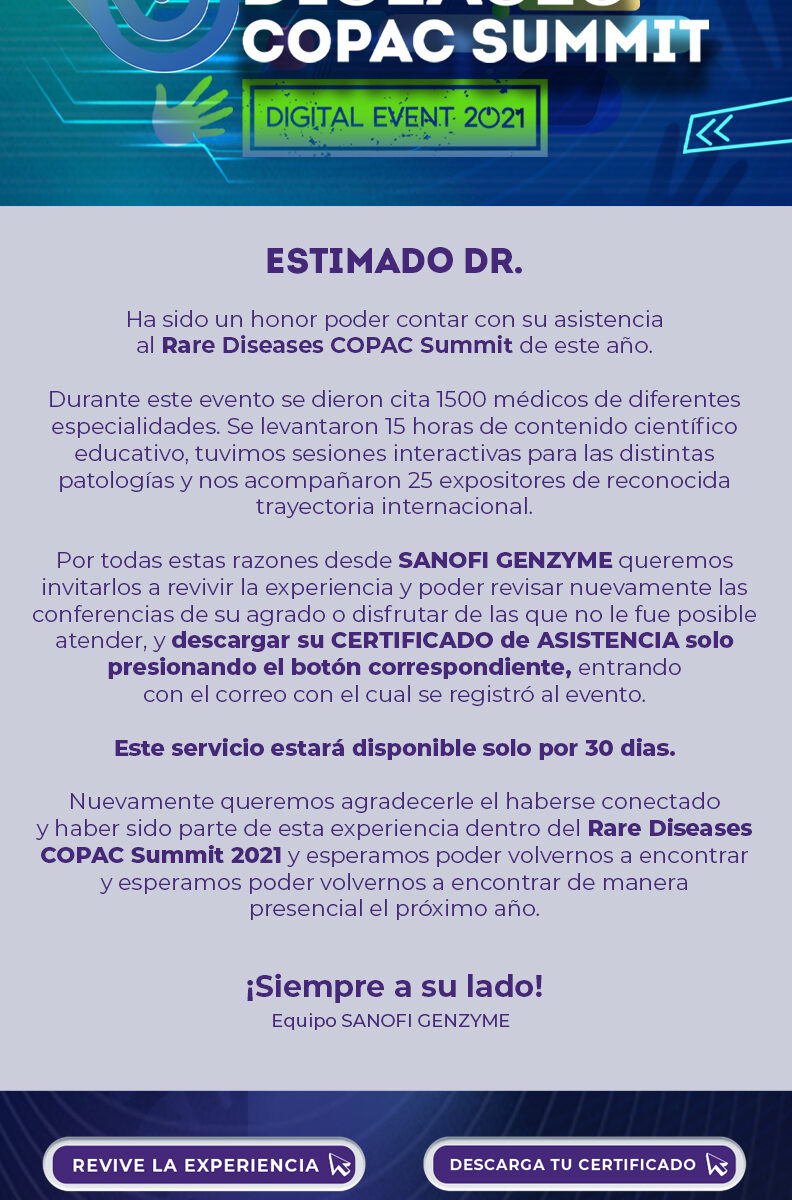 DISEASES
COPAC SUMMIT
DIGITAL EVENT 2021
ESTIMADO DR.
Ha sido un honor poder contar con su asistencia
al Rare Diseases COPAC Summit de este año.
Durante este evento se dieron cita 1500 médicos de diferentes
especialidades. Se levantaron 15 horas de contenido científico
educativo, tuvimos sesiones interactivas para las distintas
patologías y nos acompañaron 25 expositores de reconocida
trayectoria internacional.
Por todas estas razones desde SANOFI GENZYME queremos
invitarlos a revivir la experiencia y poder revisar nuevamente las
conferencias de su agrado o disfrutar de las que no le fue posible
atender, y descargar su CERTIFICADO de ASISTENCIA solo
presionando el botón correspondiente, entrando
con el correo con el cual se registró al evento.
Este servicio estará disponible solo por 30 dias.
Nuevamente queremos agradecerle el haberse conectado
y haber sido parte de esta experiencia dentro del Rare Diseases
COPAC Summit 2021 y esperamos poder volvernos a encontrar
y esperamos poder volvernos a encontrar de manera
presencial el próximo año.
¡Siempre a su lado!
Equipo SANOFI GENZYME
REVIVE LA EXPERIENCIA
DESCARGA TU CERTIFICADO